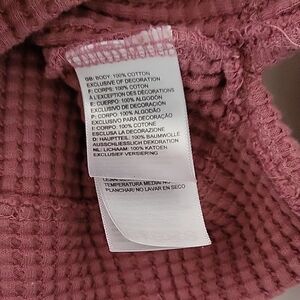 GB: BODY: 100% COTTON
EXCLUSIVE OF DECORATION
F: CORPS: 100% COTON
À L'EXCEPTION DES DÉCORATIONS
E: CUERPO: 100% ALGODÓN
EXCLUSIVO DE DECORACIÓN
P: CORPO: 100% ALGODÃO
EXCLUSIVO PARA DECORAÇÃO
I: CORPO: 100% COTONE
ESCLUSA LA DECORAZIONE
D: HAUPTTEIL: 100% BAUMWOLLE
AUSSCHLIESSLICH DEKORATION
NL: LICHAAM: 100% KATOEN
EXCLUSIEF VERSIERING
TEMPERATURA MEDIA/ NO
PLANCHAR/ NO LAVAR EN SECO